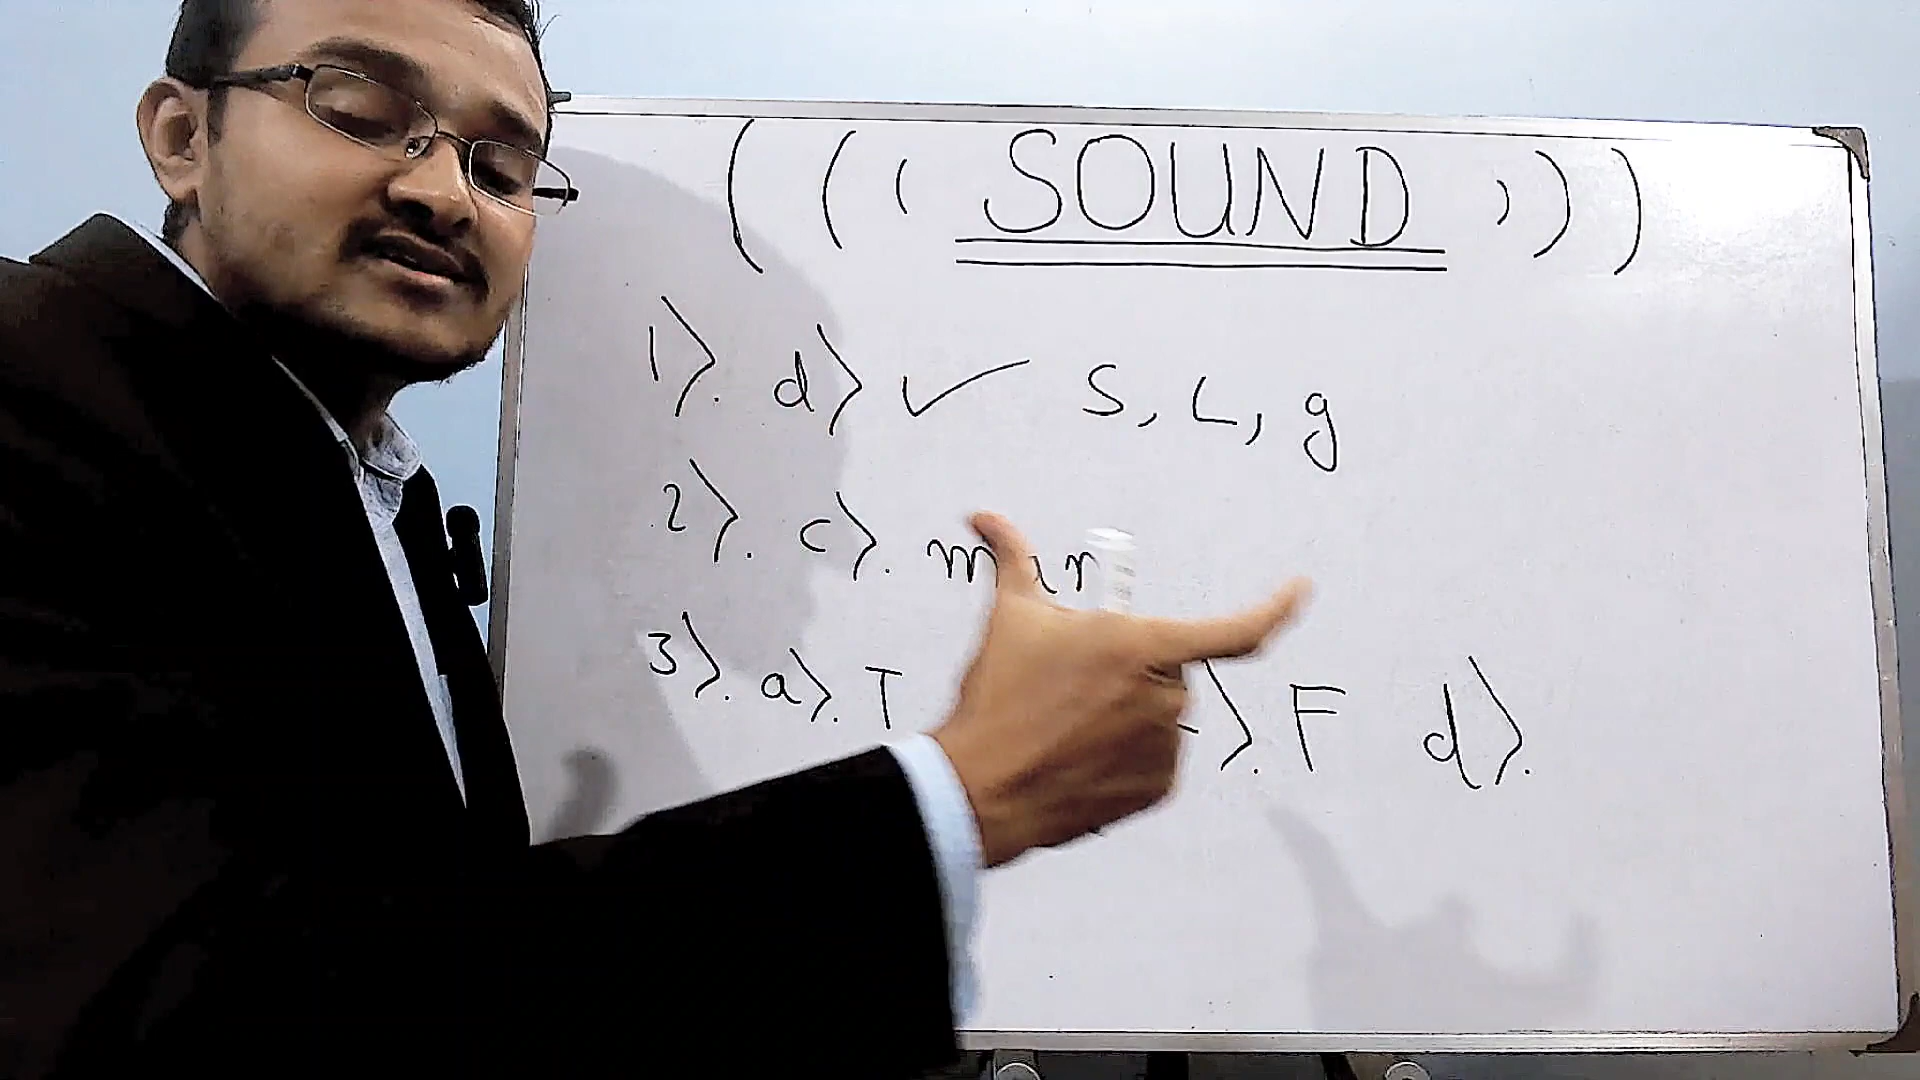 ( ( ( SOUND ) ) )
1). d) ✓ S, L, g
2). c).
3). a). T ). F d).